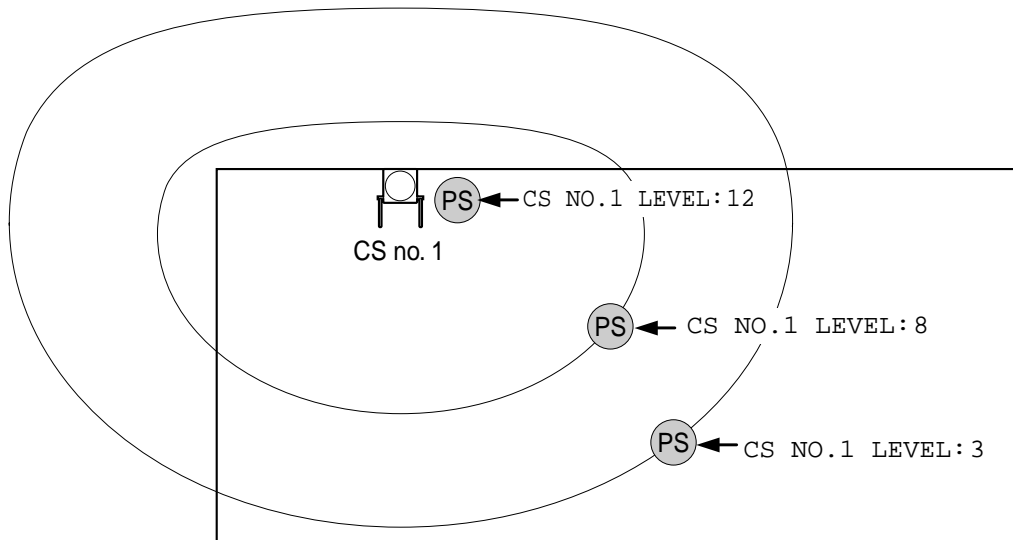 PS CS NO.1 LEVEL:12
CS no. 1
PS CS NO.1 LEVEL:8
PS CS NO.1 LEVEL:3